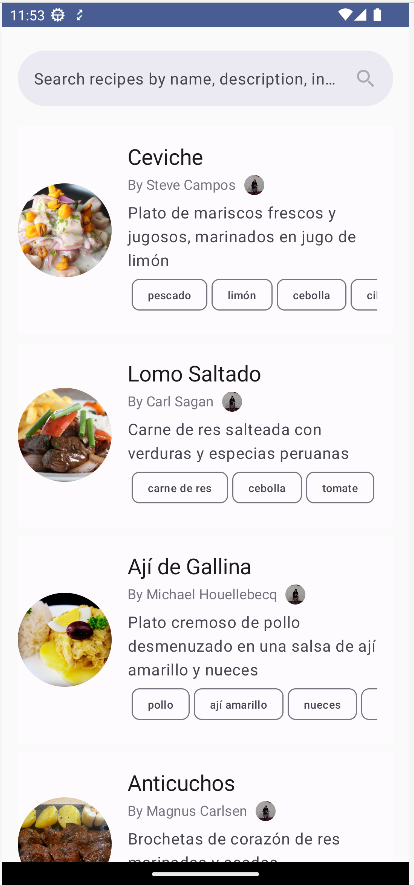 11:53
Search recipes by name, description, in...
Ceviche
By Steve Campos
Plato de mariscos frescos y
jugosos, marinados en jugo de
limón
pescado limón cebolla
Lomo Saltado
By Carl Sagan
Carne de res salteada con
verduras y especias peruanas
carne de res cebolla tomate
Ají de Gallina
By Michael Houellebecq
Plato cremoso de pollo
desmenuzado en una salsa de ají
amarillo y nueces
pollo ají amarillo nueces
Anticuchos
By Magnus Carlsen
Brochetas de corazón de res
marinadas y asadas